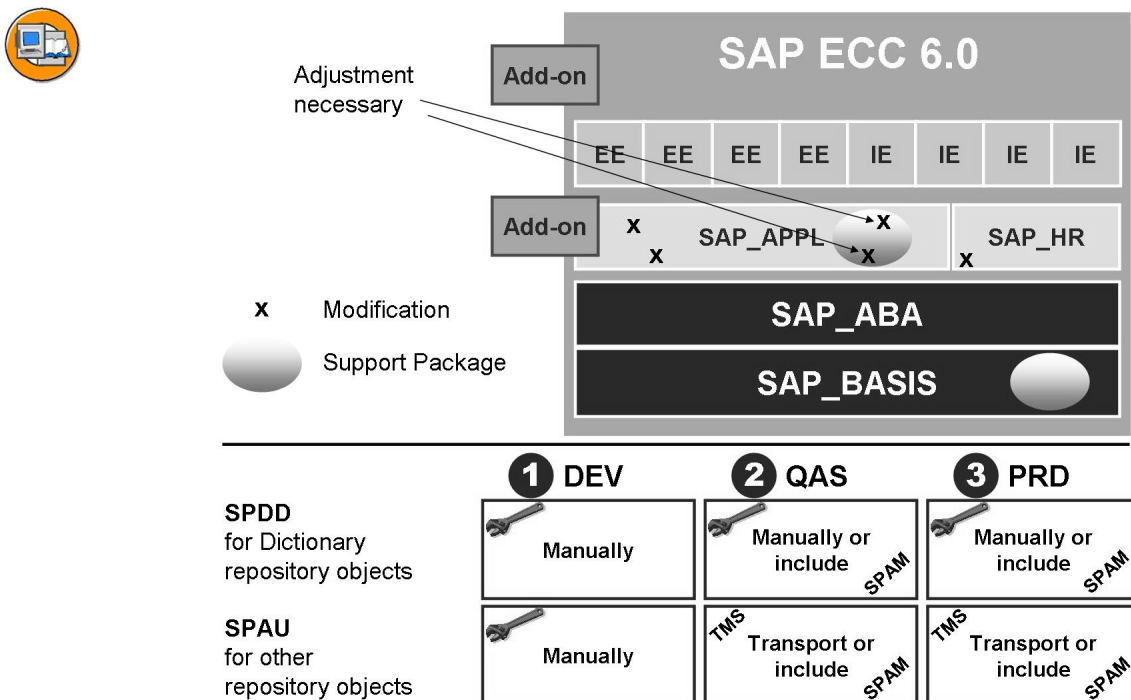 SAP ECC 6.0
Add-on
Adjustment
necessary
EE EE EE EE IE IE IE IE
Add-on
x
x
SAP_APPL
x
x
SAP_HR
x
x Modification
SAP_ABA
Support Package
SAP_BASIS
1 DEV 2 QAS 3 PRD
SPDD
for Dictionary
repository objects
Manually
Manually or
include
SPAM
Manually or
include
SPAM
SPAU
for other
repository objects
Manually
TMS
Transport or
include
SPAM
TMS
Transport or
include
SPAM